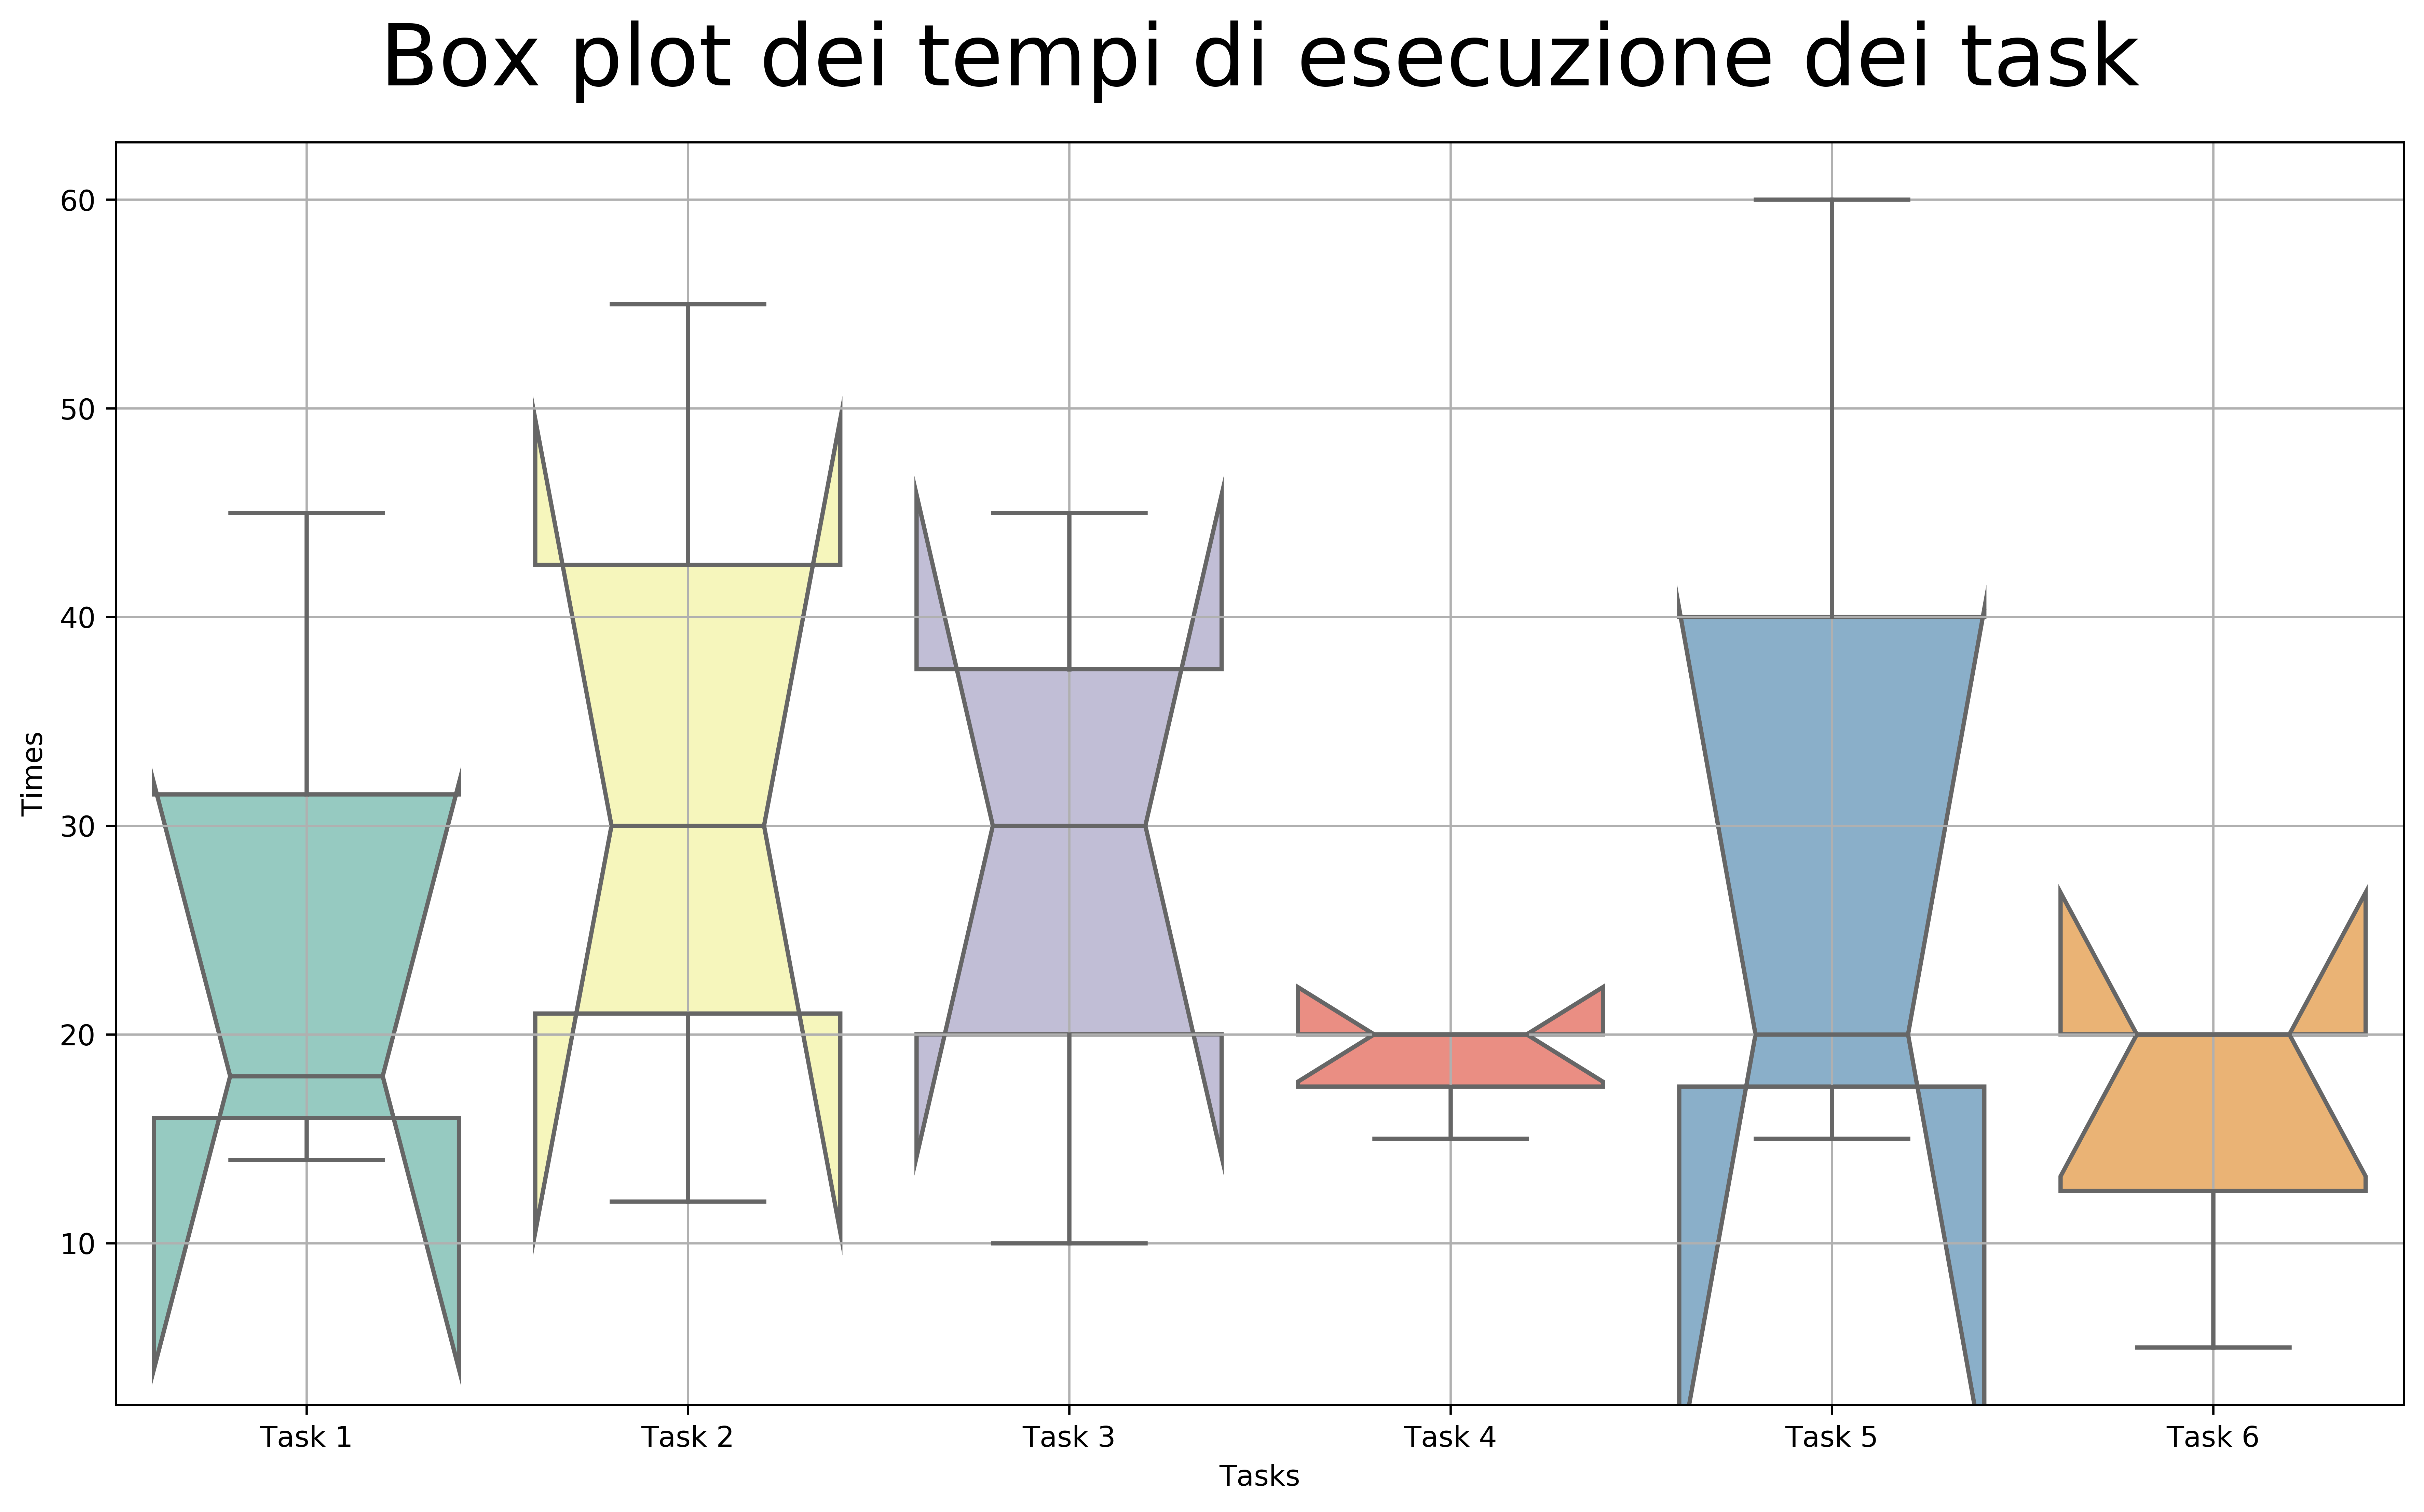 Box plot dei tempi di esecuzione dei task
60
50
40
30
20
10
Times
Task 1
Task 2
Task 3
Task 4
Task 5
Task 6
Tasks